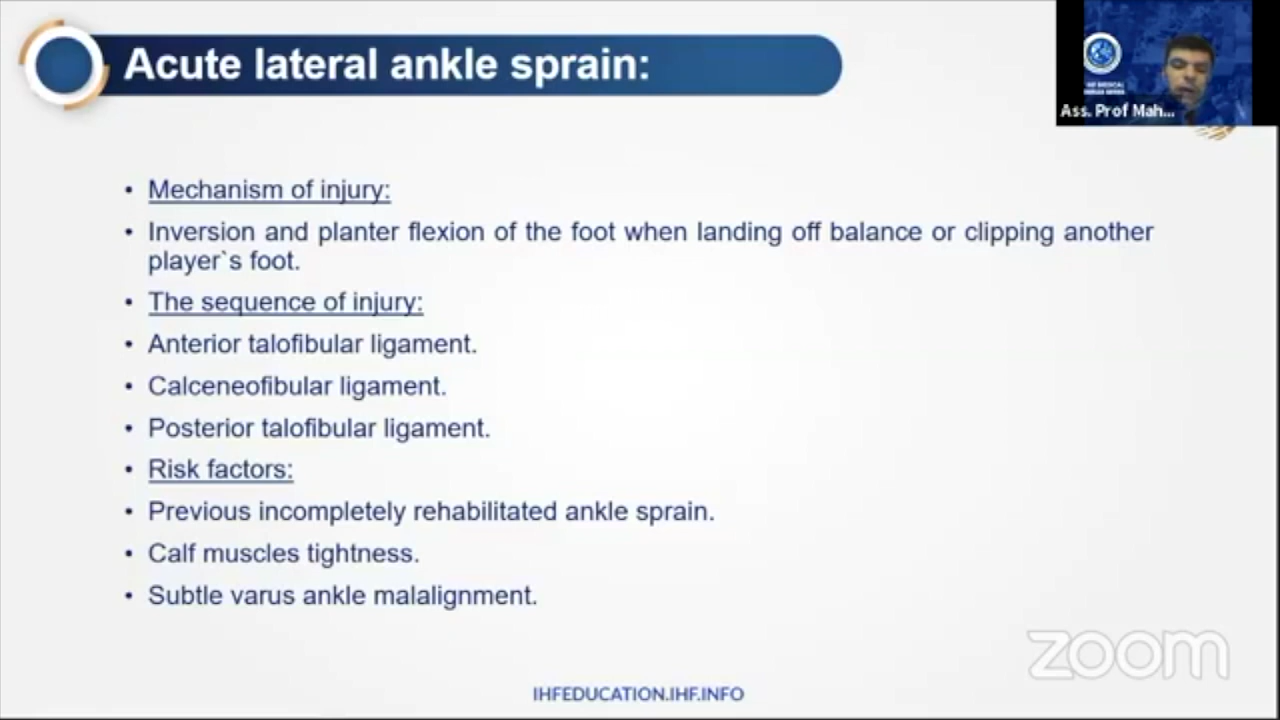 Acute lateral ankle sprain:
Ass. Prof Mah...
• Mechanism of injury:
• Inversion and planter flexion of the foot when landing off balance or clipping another
player`s foot.
• The sequence of injury:
• Anterior talofibular ligament.
• Calceneofibular ligament.
• Posterior talofibular ligament.
• Risk factors:
• Previous incompletely rehabilitated ankle sprain.
• Calf muscles tightness.
• Subtle varus ankle malalignment.
zoom
IHFEDUCATION.IHF.INFO